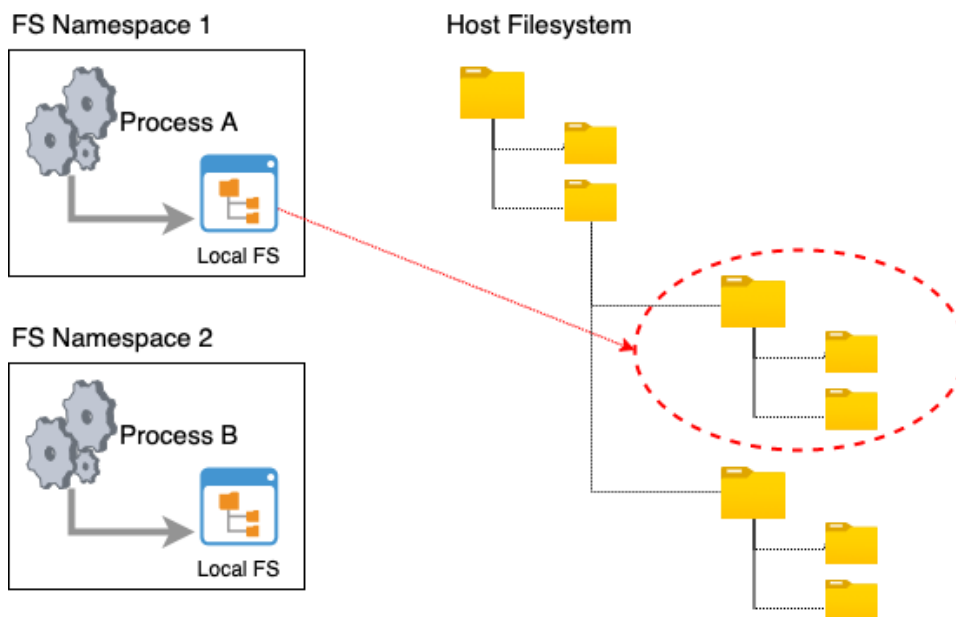 FS Namespace 1
Host Filesystem
Process A
Local FS
FS Namespace 2
Process B
Local FS